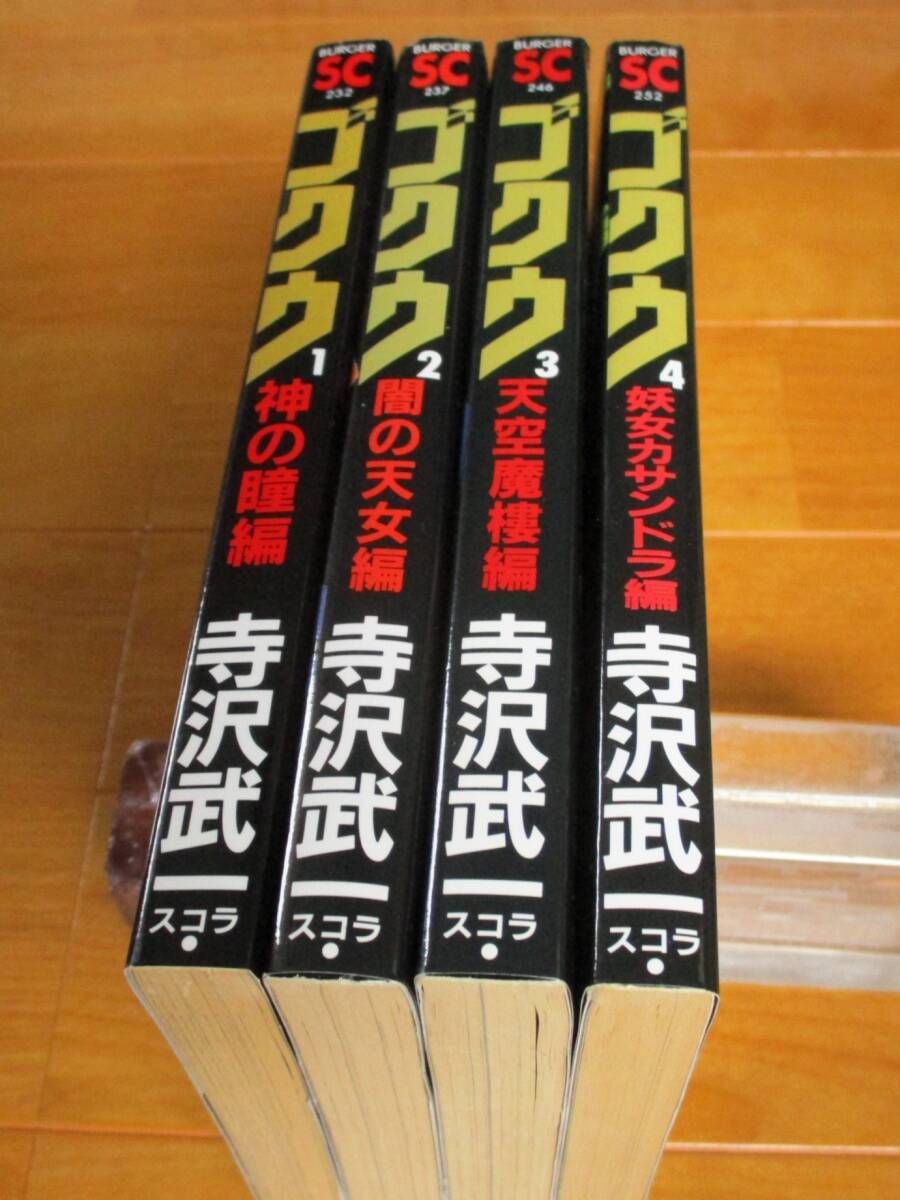 BURGER
SC
232
ゴクウ
1
神の瞳編
寺沢武一
スコラ
BURGER
SC
237
ゴクウ
2
闇の天女編
寺沢武一
スコラ
BURGER
SC
246
ゴクウ
3
天空魔樓編
寺沢武一
スコラ
BURGER
SC
252
ゴクウ
4
妖女カサンドラ編
寺沢武一
スコラ